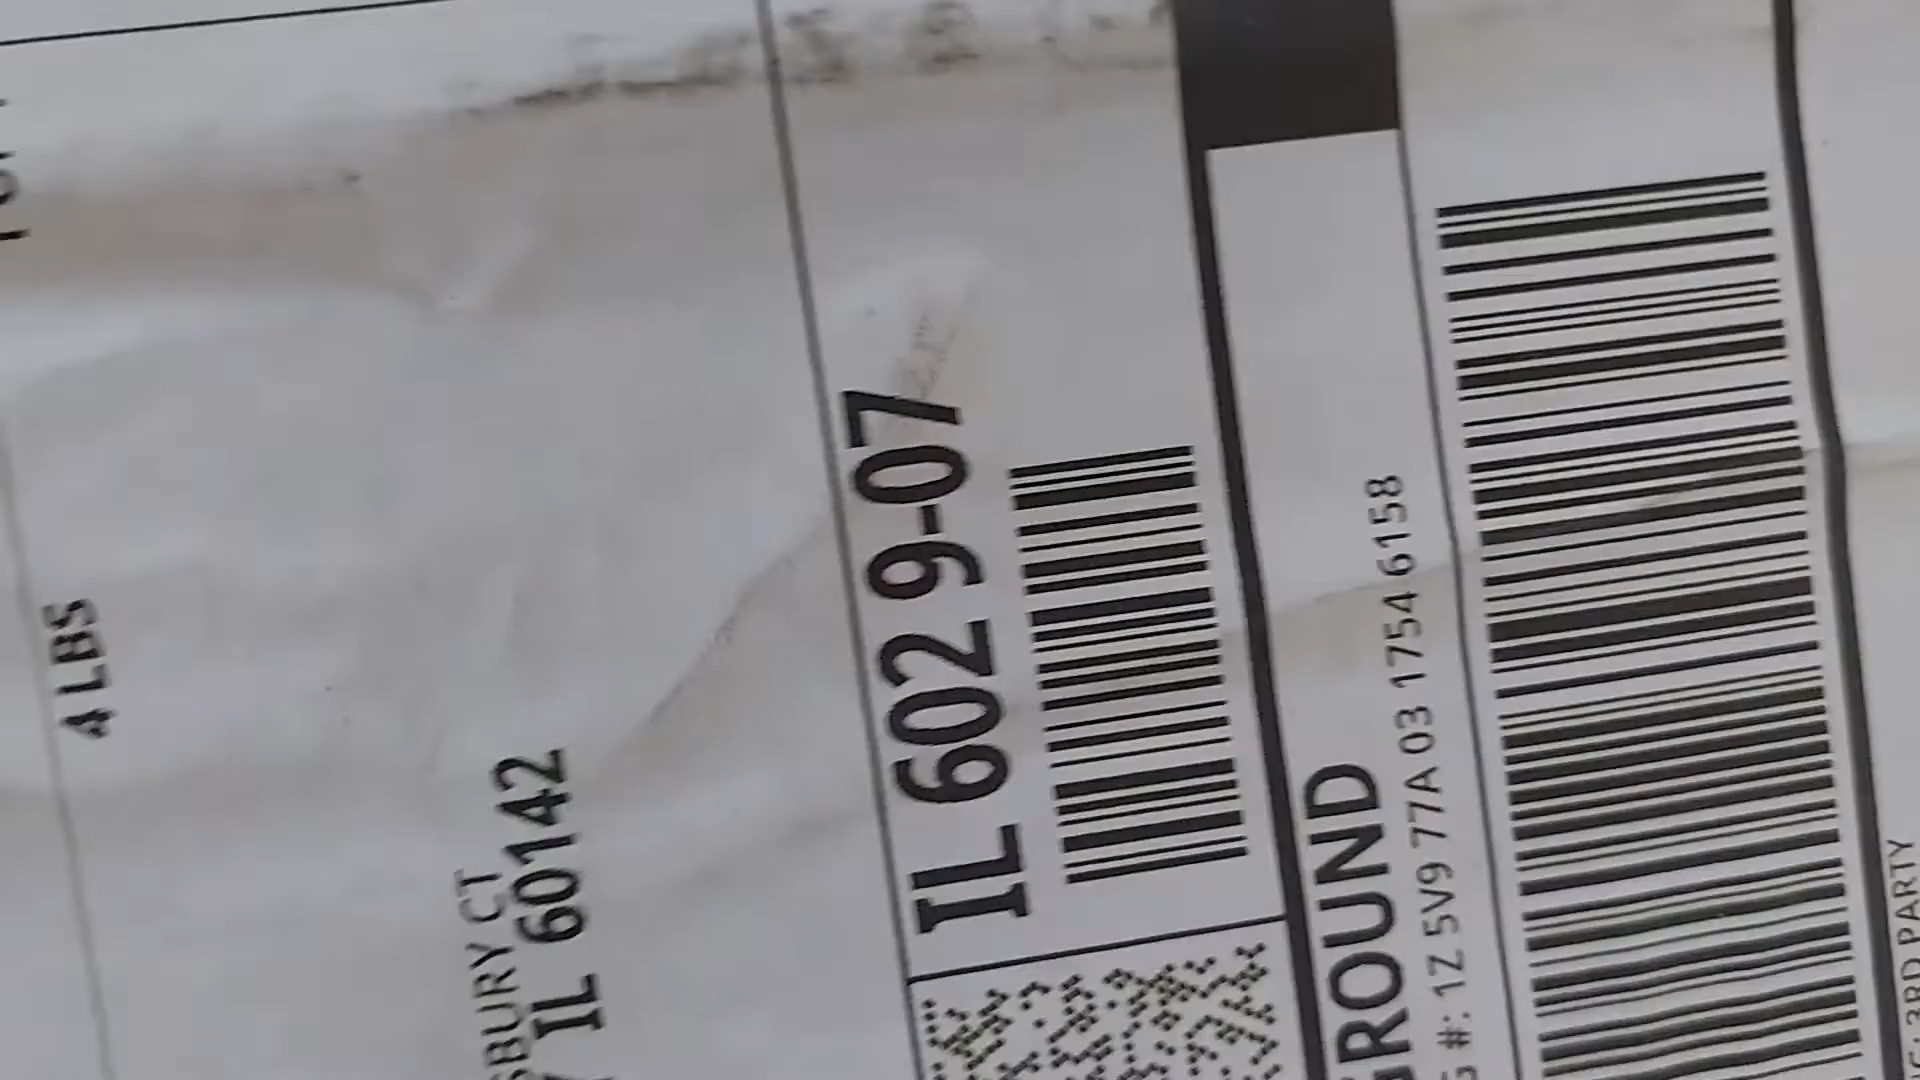 4 LBS
SBURY CT
IL 60142
IL 602 9-07
GROUND
#: 1Z 5V9 77A 03 1754 6158
3RD PARTY